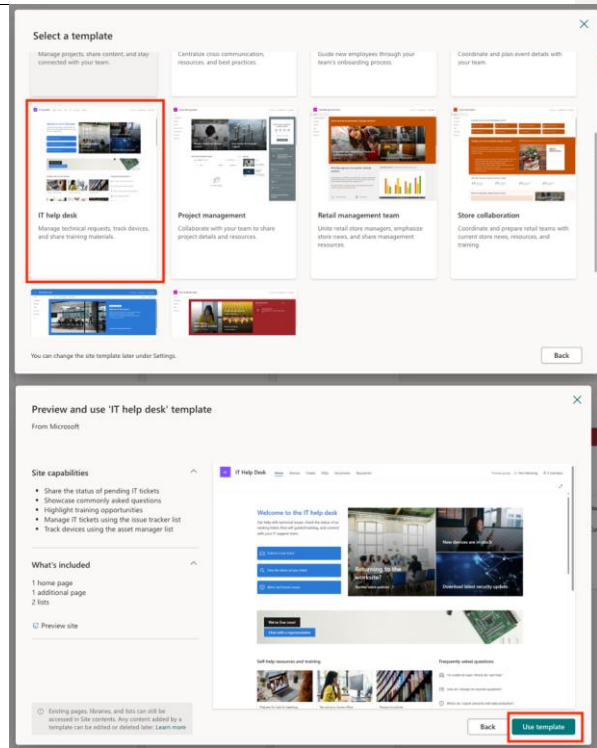 Select a template
Manage projects, share content, and stay
connected with your team.
Centralize crisis communication,
resources, and best practices.
Guide new employees through your
team's onboarding process.
Coordinate and plan event details with
your team.
IT help desk
Manage technical requests, track devices,
and share training materials.
Project management
Collaborate with your team to share
project details and resources.
Retail management team
Unite retail store managers, emphasize
store news, and share management
resources.
Store collaboration
Coordinate and prepare retail teams with
current store news, resources, and
training.
You can change the site template later under Settings.
Back
Preview and use 'IT help desk' template
From Microsoft
Site capabilities
• Share the status of pending IT tickets
• Showcase commonly asked questions
• Highlight training opportunities
• Manage IT tickets using the issue tracker list
• Track devices using the asset manager list
What's included
1 home page
1 additional page
2 lists
Preview site
Existing pages, libraries, and lists can still be
accessed in Site contents. Any content added by a
template can be edited or deleted later. Learn more
IT Help Desk
Welcome to the IT help desk
New devices are in stock
Returning to the
worksite?
Download latest security update
We're live now!
Chat with a representative
Self-help resources and training
Frequently asked questions
Back
Use template